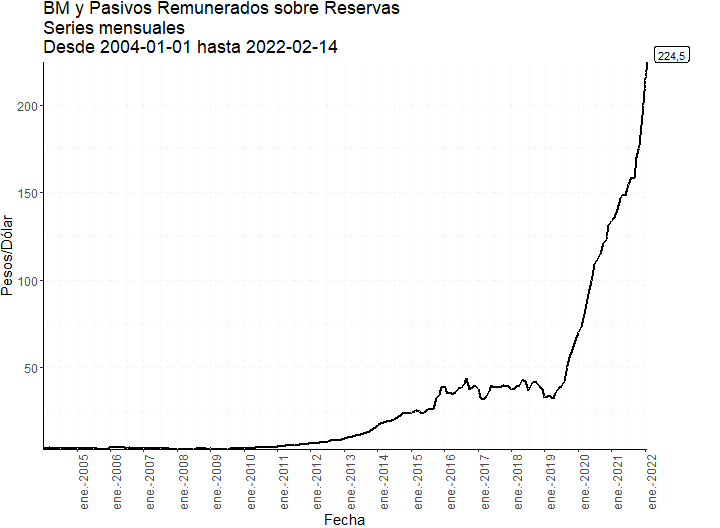 BM y Pasivos Remunerados sobre Reservas
Series mensuales
Desde 2004-01-01 hasta 2022-02-14
224,5
200
150
100
50
Pesos/Dólar
ene.-2005
ene.-2006
ene.-2007
ene.-2008
ene.-2009
ene.-2010
ene.-2011
ene.-2012
ene.-2013
ene.-2014
ene.-2015
ene.-2016
ene.-2017
ene.-2018
ene.-2019
ene.-2020
ene.-2021
ene.-2022
Fecha